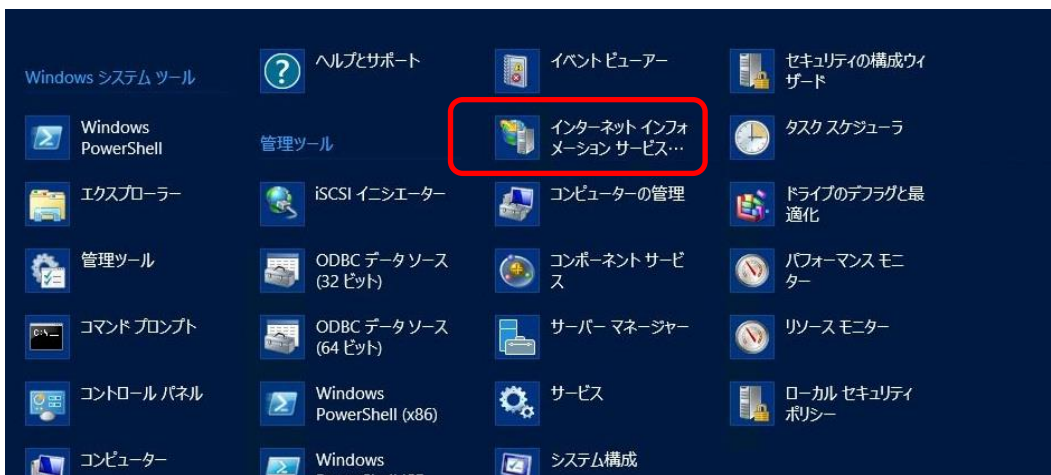 Windows システム ツール
Windows
PowerShell
エクスプローラー
管理ツール
コマンド プロンプト
コントロール パネル
コンピューター
ヘルプとサポート
管理ツール
iSCSI イニシエーター
ODBC データ ソース
(32 ビット)
ODBC データ ソース
(64 ビット)
Windows
PowerShell (x86)
Windows
イベント ビューアー
インターネット インフォ
メーション サービス…
コンピューターの管理
コンポーネント サービ
ス
サーバー マネージャー
サービス
システム構成
セキュリティの構成ウィ
ザード
タスク スケジューラ
ドライブのデフラグと最
適化
パフォーマンス モニ
ター
リソース モニター
ローカル セキュリティ
ポリシー